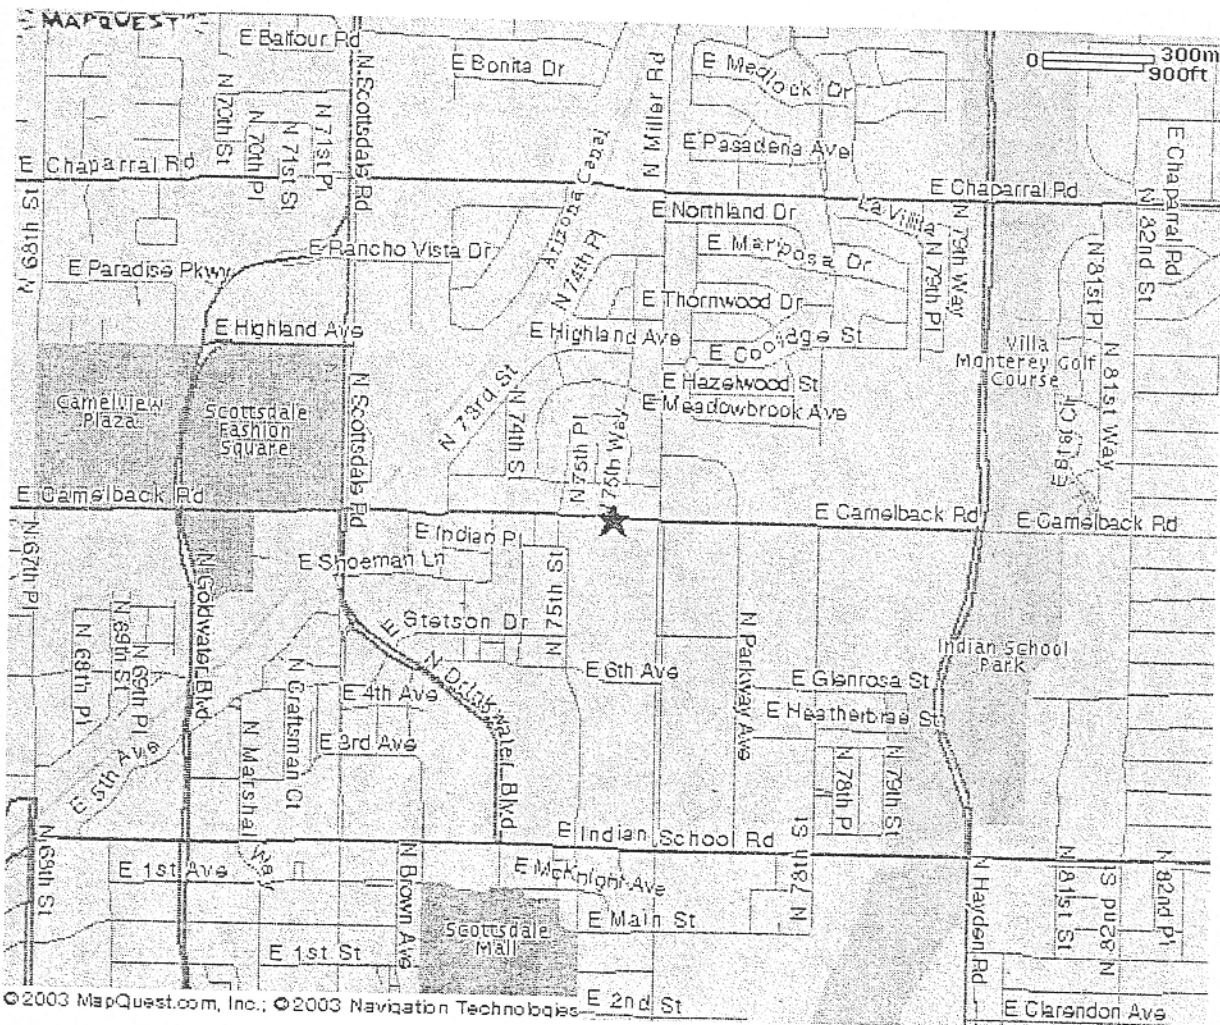 MAPQUEST
0 300m
900ft
E Balfour Rd
E Bonita Dr
E Medlock Dr
N Scottsdale Rd
N Miller Rd
N 70th St
N 70th Pl
N 71st St
N 71st Pl
E Pasadena Ave
E Chaparral Rd
E Chaparral Rd
E Chaparral Rd
N 68th St
Arizona Canal
E Northland Dr
La Villita
N 79th Way
N 82nd St
E Rancho Vista Dr
E Mariposa Dr
N 79th Pl
N 81st Pl
E Paradise Pkwy
N 74th Pl
E Thornwood Dr
E Highland Ave
E Highland Ave
E Coolidge St
Villa
Monterey Golf
Course
Camelview
Plaza
Scottsdale
Fashion
Square
N Scottsdale Rd
N 73rd St
N 74th St
E Hazelwood St
E Meadowbrook Ave
N 75th Pl
N 75th Way
E 81st Cir
N 81st Way
E Camelback Rd
E Camelback Rd
E Camelback Rd
N 67th Pl
E Indian Pl
E Shoeman Ln
N Godwater Blvd
N 75th St
E Stetson Dr
N 68th Pl
N 69th St
N 69th Pl
N Parkway Ave
Indian School
Park
E 6th Ave
E Glenrosa St
E 4th Ave
N Drinkwater Blvd
E Heatherbrae St
N Craftsman Ct
N Marshall Way
E 3rd Ave
E 5th Ave
N 78th Pl
N 79th St
E Indian School Rd
N 69th St
E 1st Ave
N Brown Ave
E McKnight Ave
N 78th St
N Hayden Rd
N 81st St
N 82nd St
N 82nd Pl
E Main St
Scottsdale
Mall
E 1st St
E 2nd St
E Clarendon Ave
©2003 MapQuest.com, Inc.; ©2003 Navigation Technologies